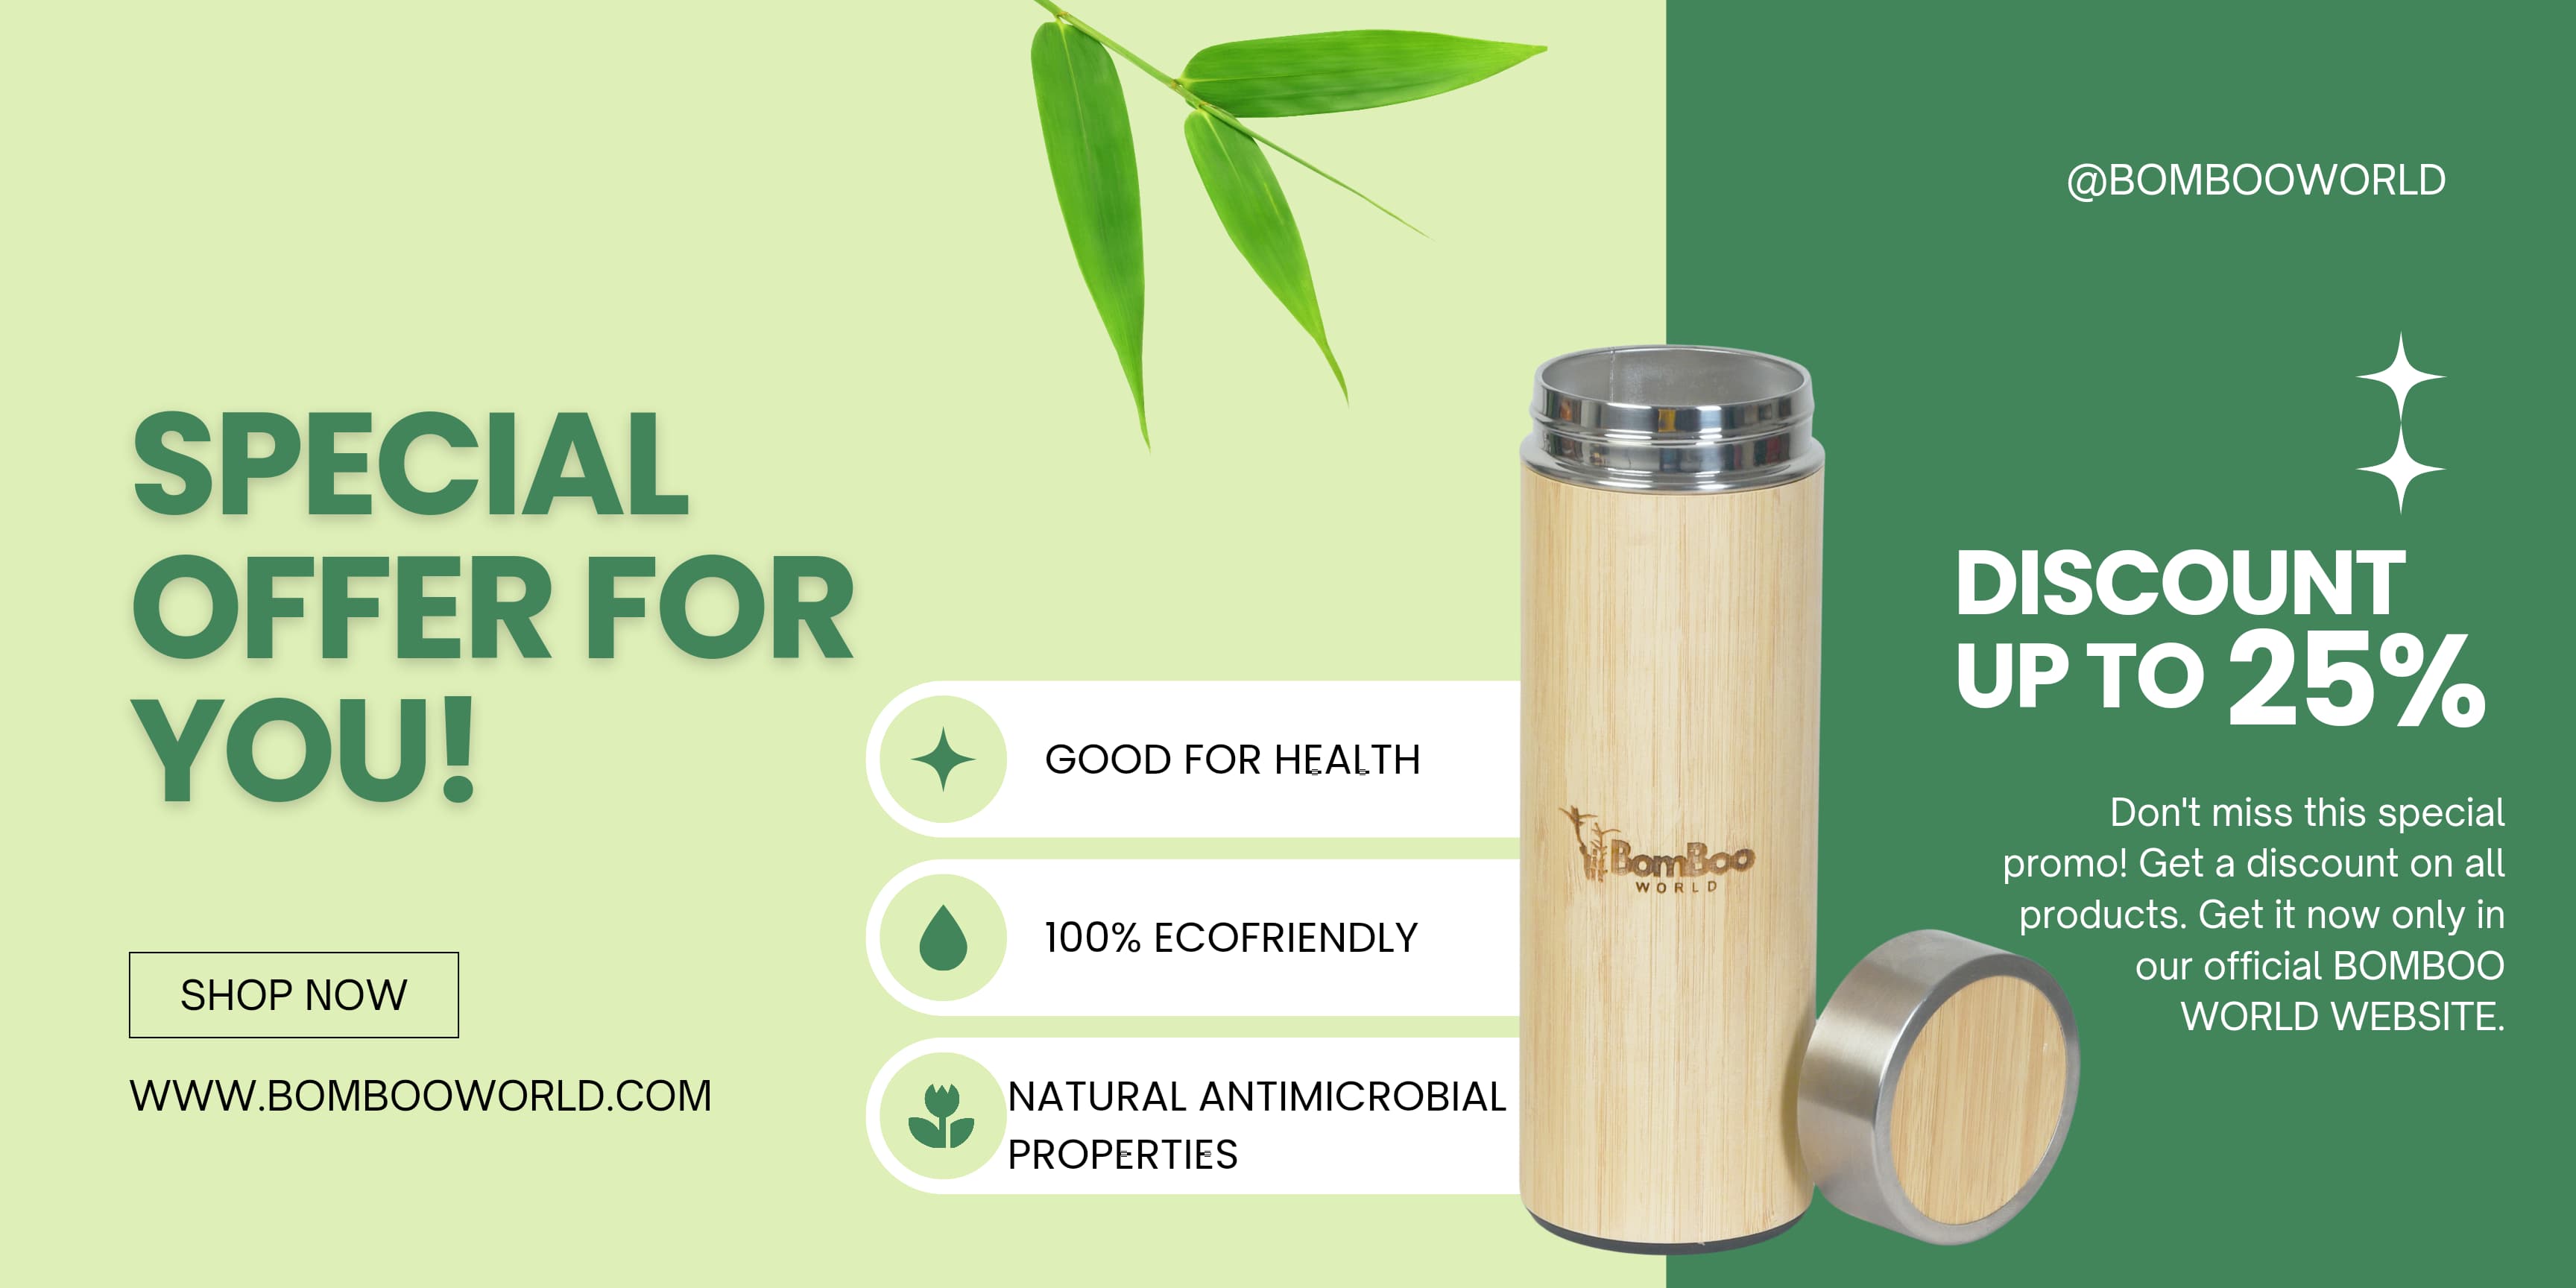 SPECIAL
OFFER FOR
YOU!
SHOP NOW
WWW.BOMBOOWORLD.COM
GOOD FOR HEALTH
100% ECOFRIENDLY
NATURAL ANTIMICROBIAL
PROPERTIES
BomBoo
WORLD
@BOMBOOWORLD
DISCOUNT
UP TO 25%
Don't miss this special
promo! Get a discount on all
products. Get it now only in
our official BOMBOO
WORLD WEBSITE.